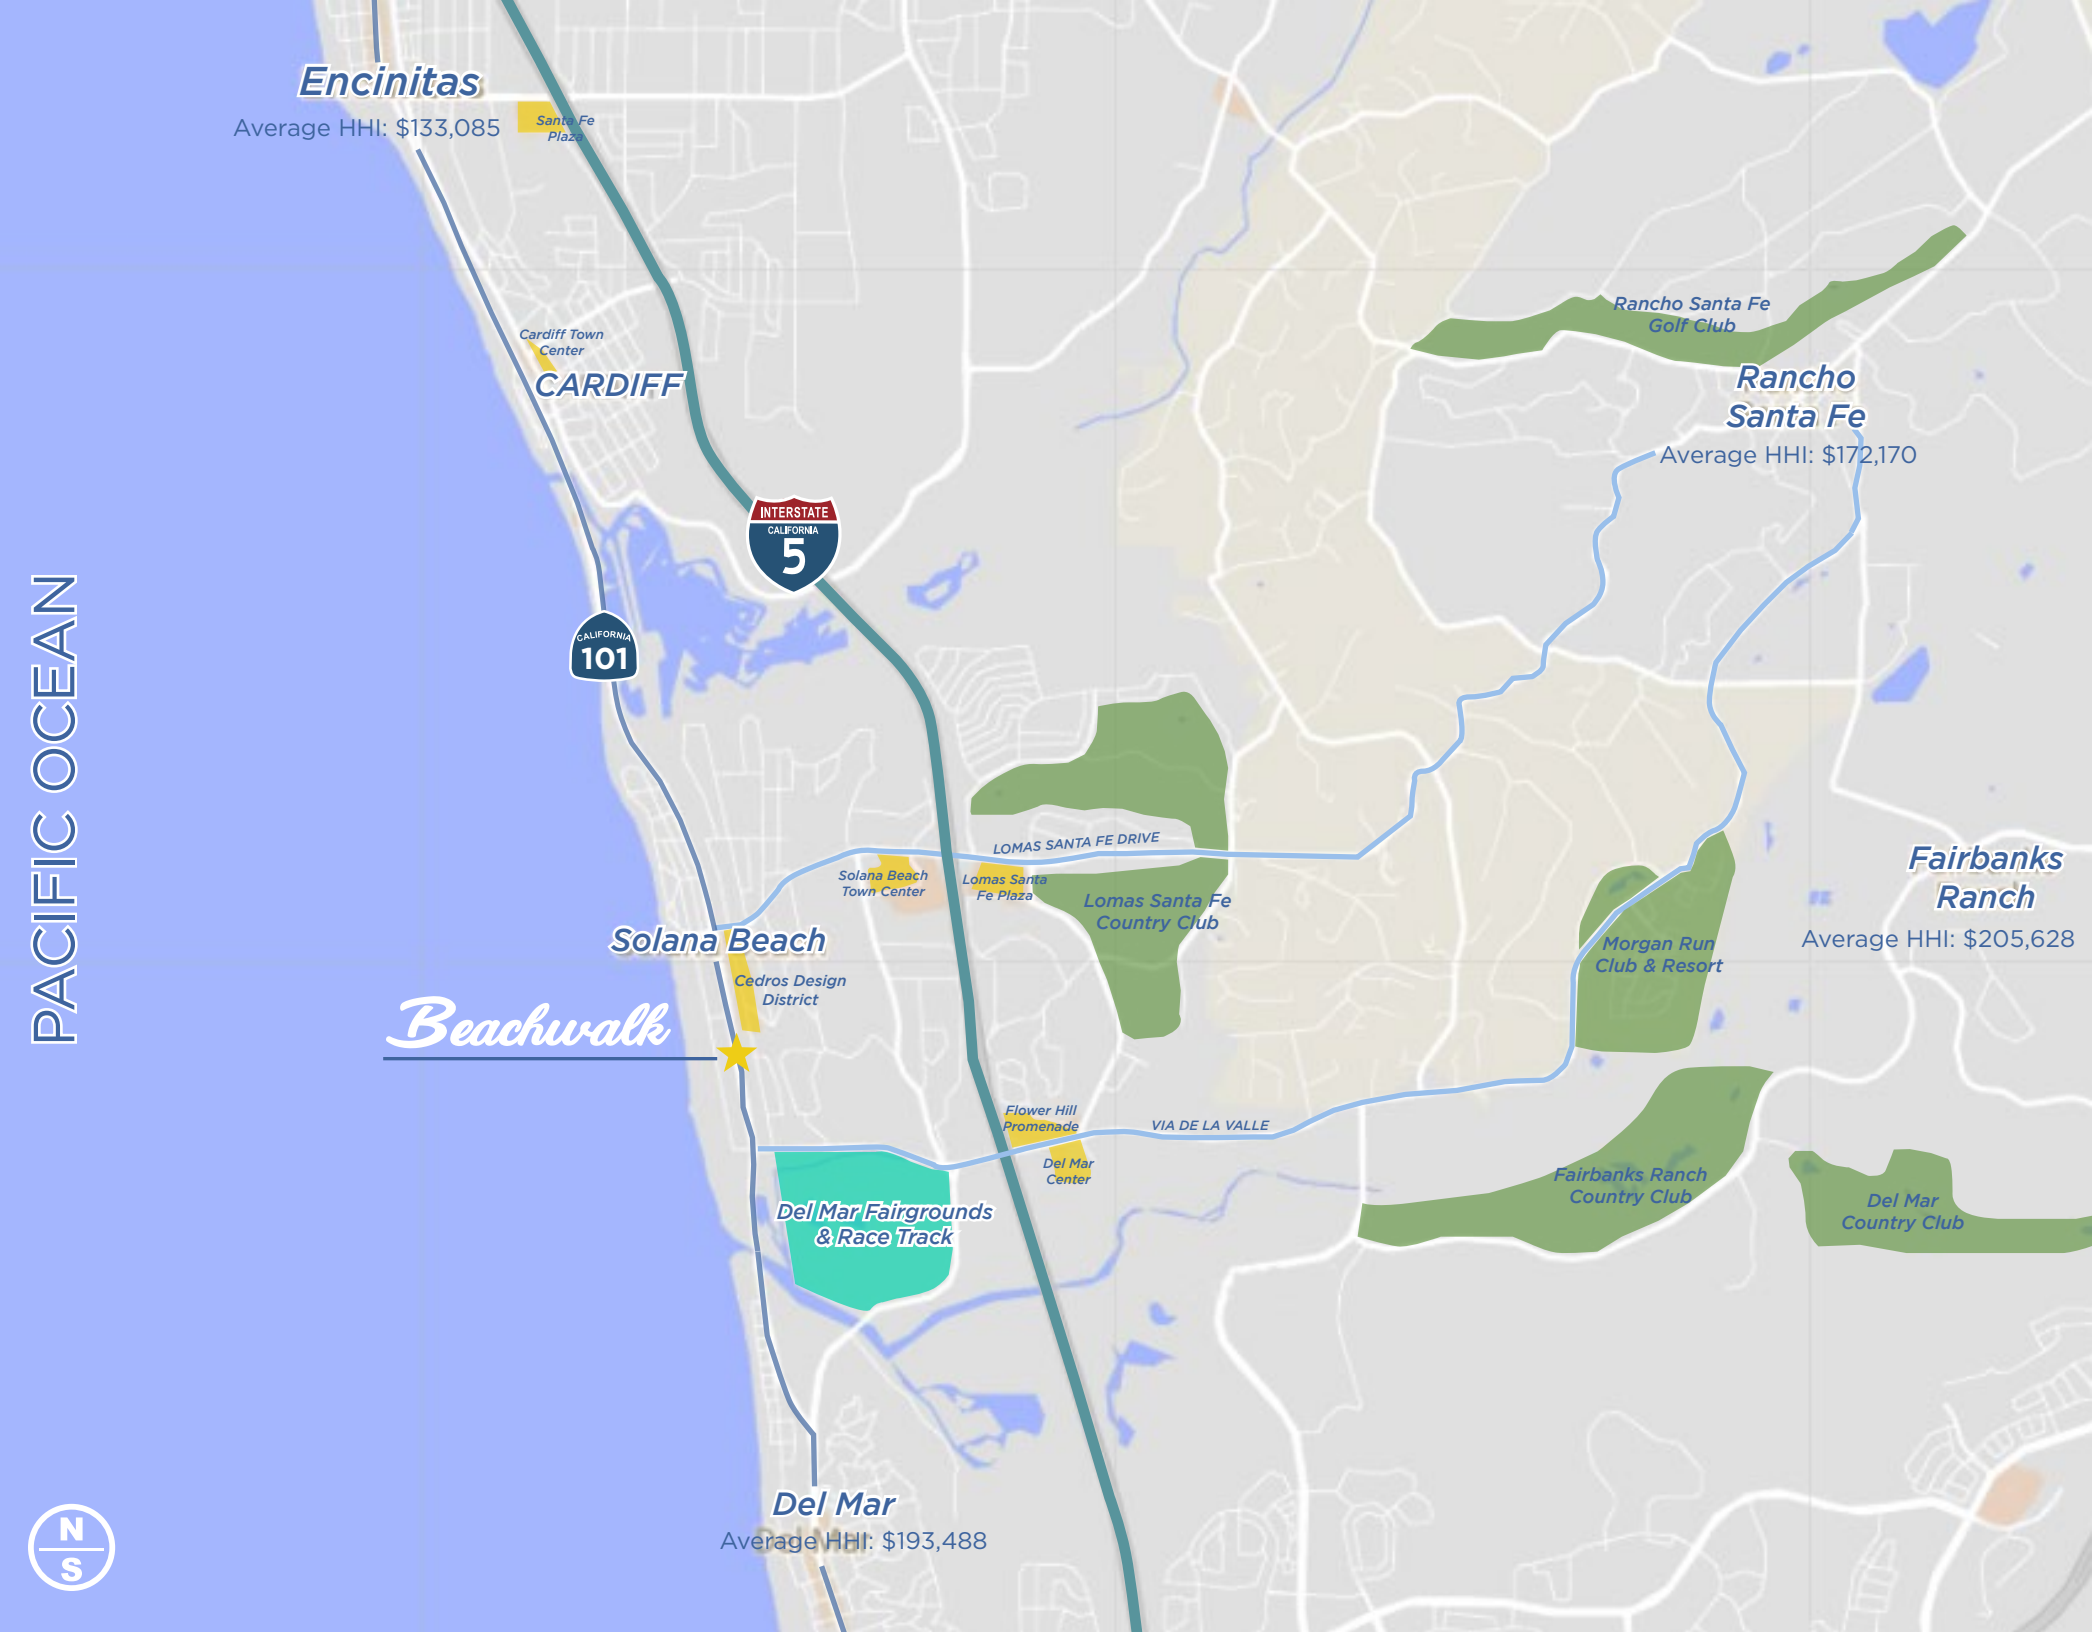 Encinitas
Average HHI: $133,085
Santa Fe
Plaza
Cardiff Town
Center
CARDIFF
Rancho Santa Fe
Golf Club
Rancho
Santa Fe
Average HHI: $172,170
INTERSTATE
CALIFORNIA
5
CALIFORNIA
101
PACIFIC OCEAN
LOMAS SANTA FE DRIVE
Solana Beach
Town Center
Lomas Santa
Fe Plaza
Lomas Santa Fe
Country Club
Fairbanks
Ranch
Average HHI: $205,628
Solana Beach
Morgan Run
Club & Resort
Cedros Design
District
Beachwalk
Flower Hill
Promenade
VIA DE LA VALLE
Del Mar
Center
Fairbanks Ranch
Country Club
Del Mar
Country Club
Del Mar Fairgrounds
& Race Track
Del Mar
Del Mar
Average HHI: $193,488
N
S